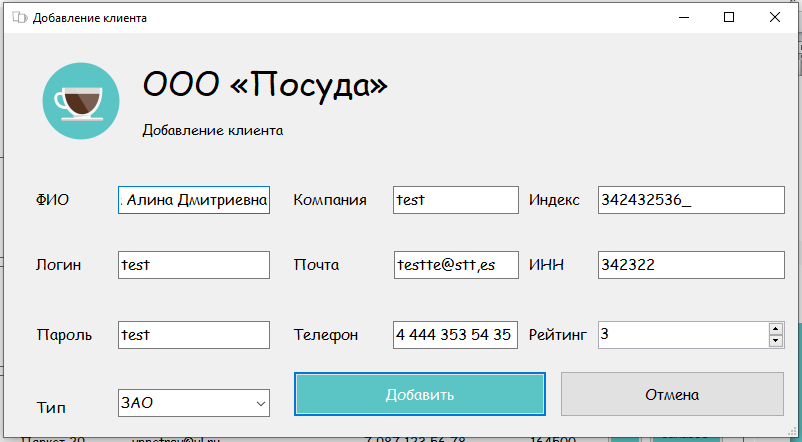 Добавление клиента
ООО «Посуда»
Добавление клиента
ФИО Алина Дмитриевна Компания test Индекс 342432536_
Логин test Почта testte@stt,es ИНН 342322
Пароль test Телефон 4 444 353 54 35 Рейтинг 3
Тип ЗАО Добавить Отмена